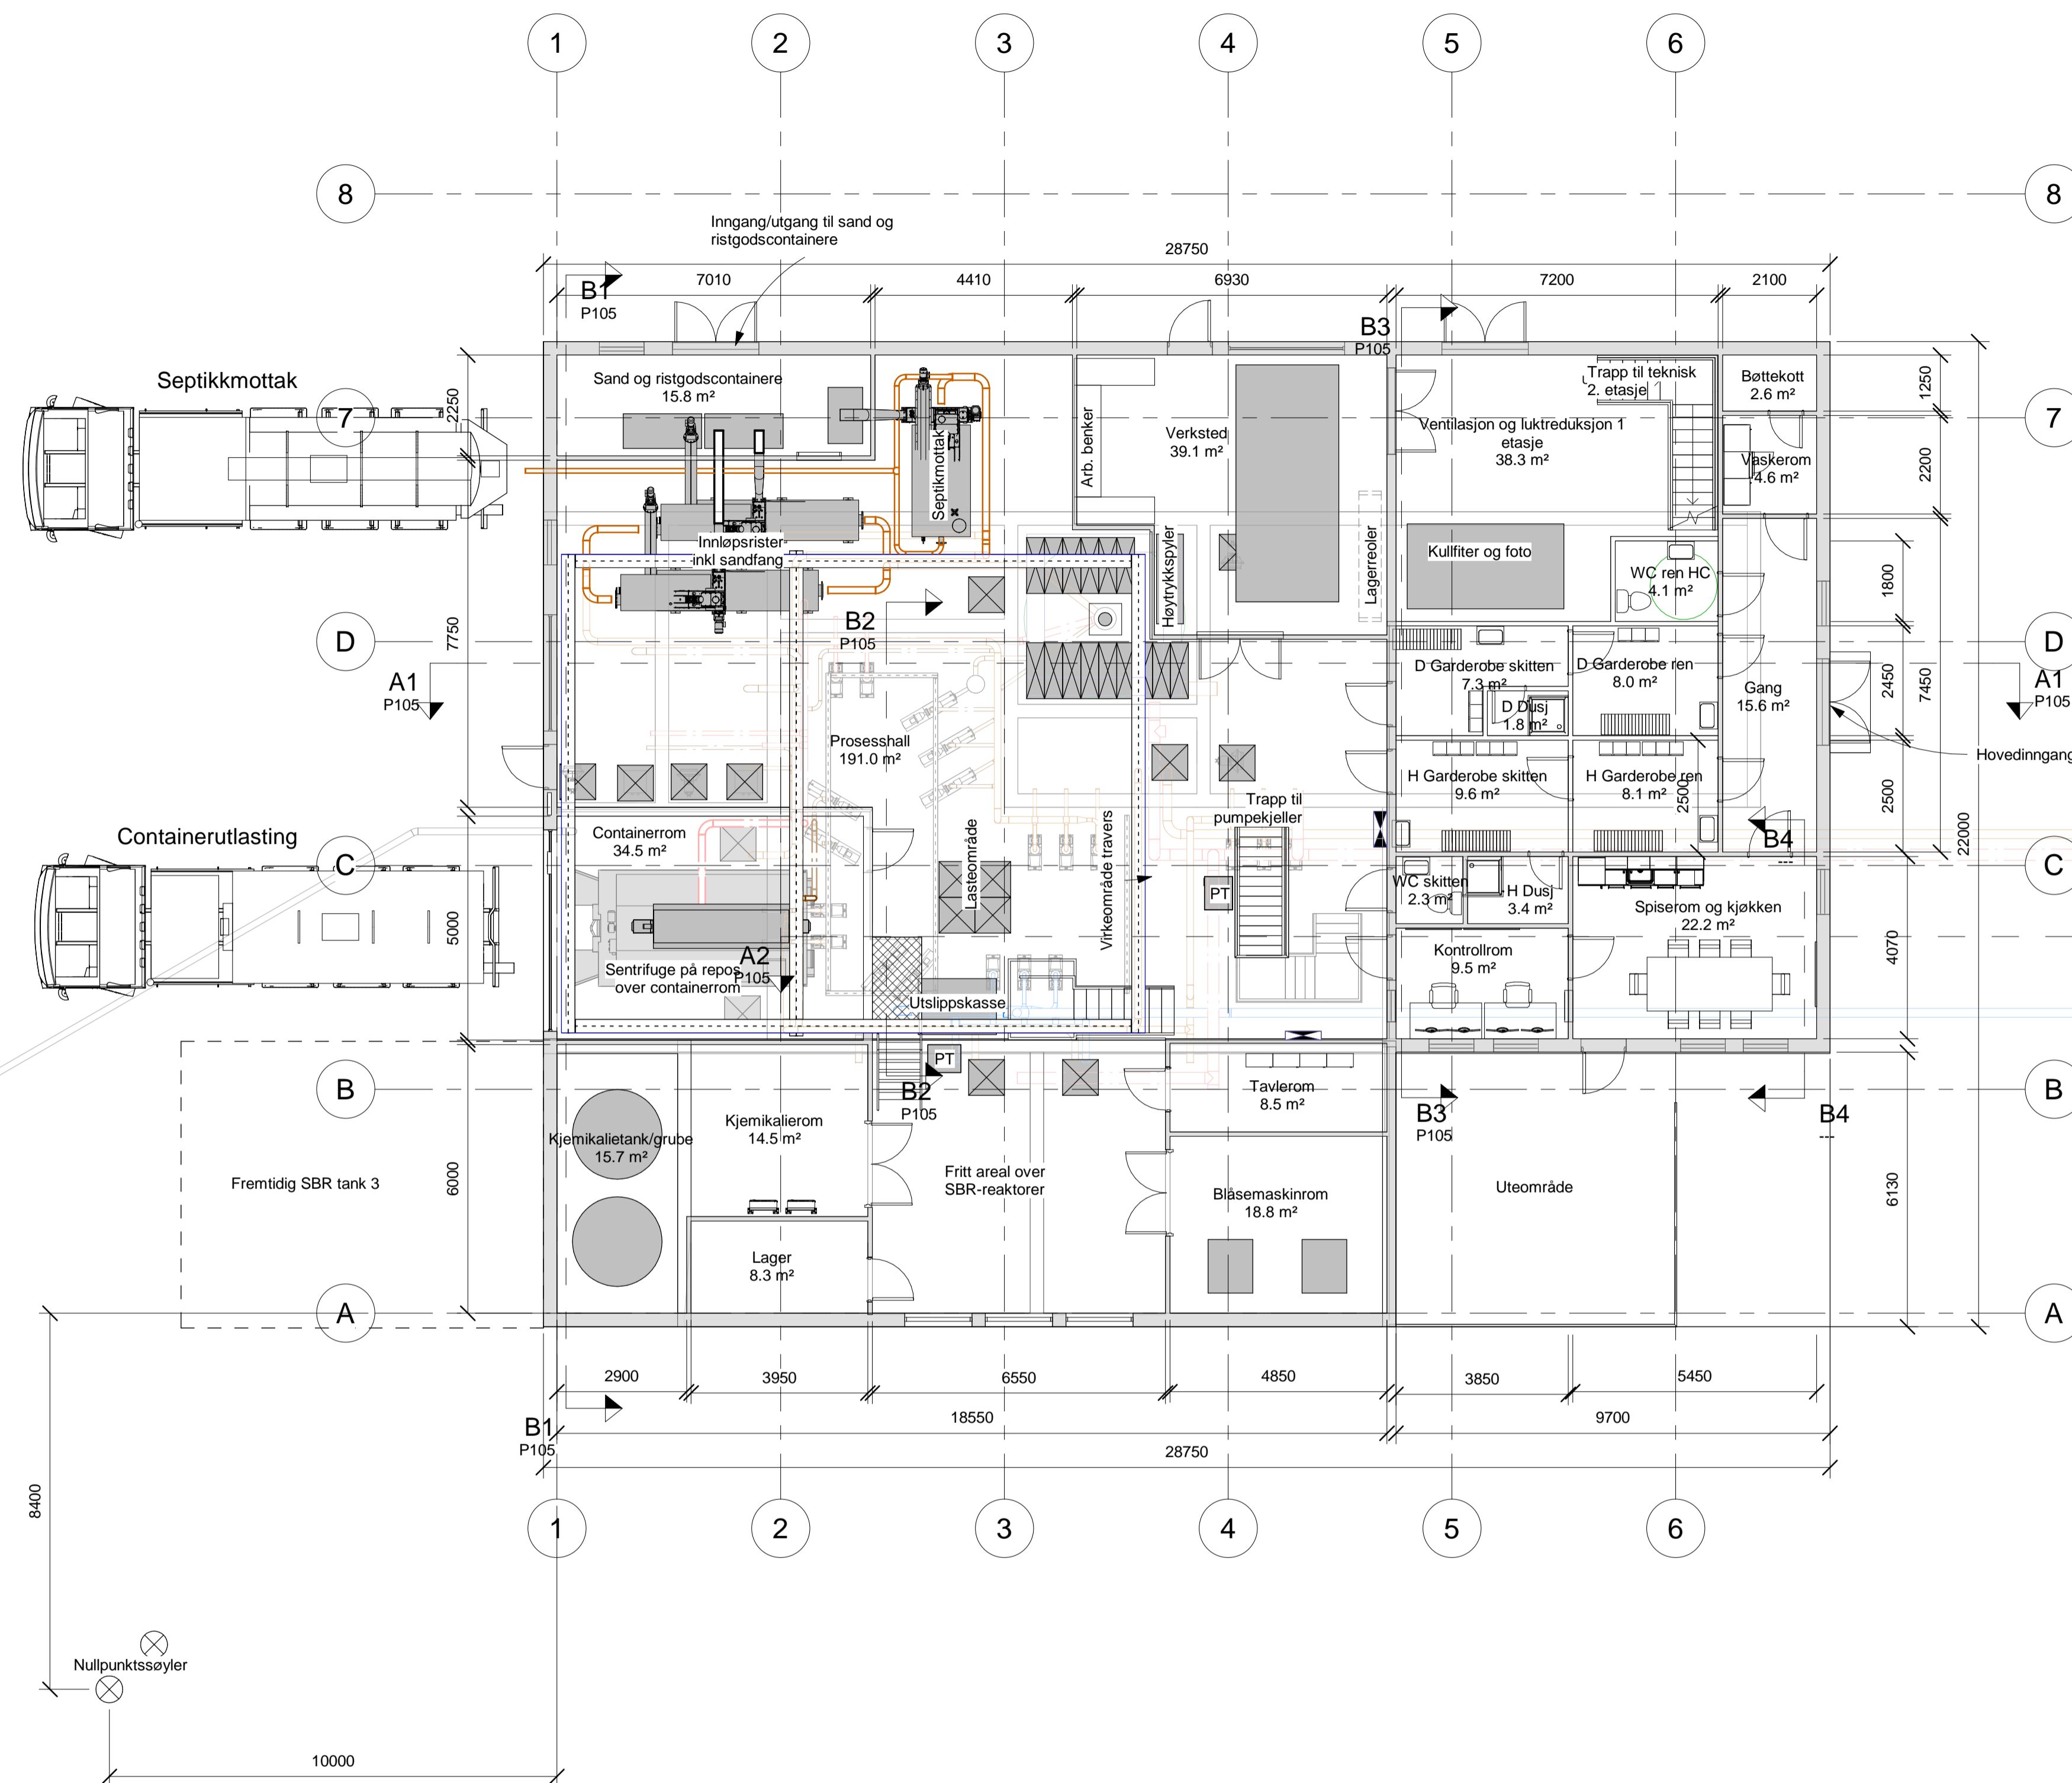 1
2
3
4
5
6
8
8
Inngang/utgang til sand og
ristgodscontainere
28750
7010
4410
6930
7200
2100
B1
P105
B3
P105
Septikkmottak
7
7
2250
Sand og ristgodscontainere
15.8 m²
Septikmottak
Arb. benker
Verksted
39.1 m²
Trapp til teknisk
2. etasje
Ventilasjon og luktreduksjon 1
etasje
38.3 m²
Bøttekott
2.6 m²
Vaskerom
4.6 m²
1250
2200
Innløpsrister
inkl sandfang
Høytrykkspyler
Lagerreoler
Kullfiter og foto
WC ren HC
4.1 m²
1800
B2
P105
D
D
7750
A1
P105
A1
P105
D Garderobe skitten
7.3 m²
D Garderobe ren
8.0 m²
D Dusj
1.8 m²
Gang
15.6 m²
2450
7450
Hovedinngang
Prosesshall
191.0 m²
H Garderobe skitten
9.6 m²
H Garderobe ren
8.1 m²
2500
2500
22000
Trapp til
pumpekjeller
Containerutlasting
Containerrom
34.5 m²
Lasteområde
Virkeområde travers
B4
---
C
C
PT
WC skitten
2.3 m²
H Dusj
3.4 m²
Spiserom og kjøkken
22.2 m²
5000
4070
Kontrollrom
9.5 m²
A2
P105
Sentrifuge på repos
over containerrom
Utslippskasse
PT
B
B
B2
P105
Tavlerom
8.5 m²
B3
P105
B4
---
Kjemikalietank/grube
15.7 m²
Kjemikalierom
14.5 m²
Fremtidig SBR tank 3
6000
Fritt areal over
SBR-reaktorer
Blåsemaskinrom
18.8 m²
Uteområde
6130
Lager
8.3 m²
A
A
2900
3950
6550
4850
3850
5450
B1
P105
18550
9700
28750
8400
1
2
3
4
5
6
Nullpunktssøyler
10000